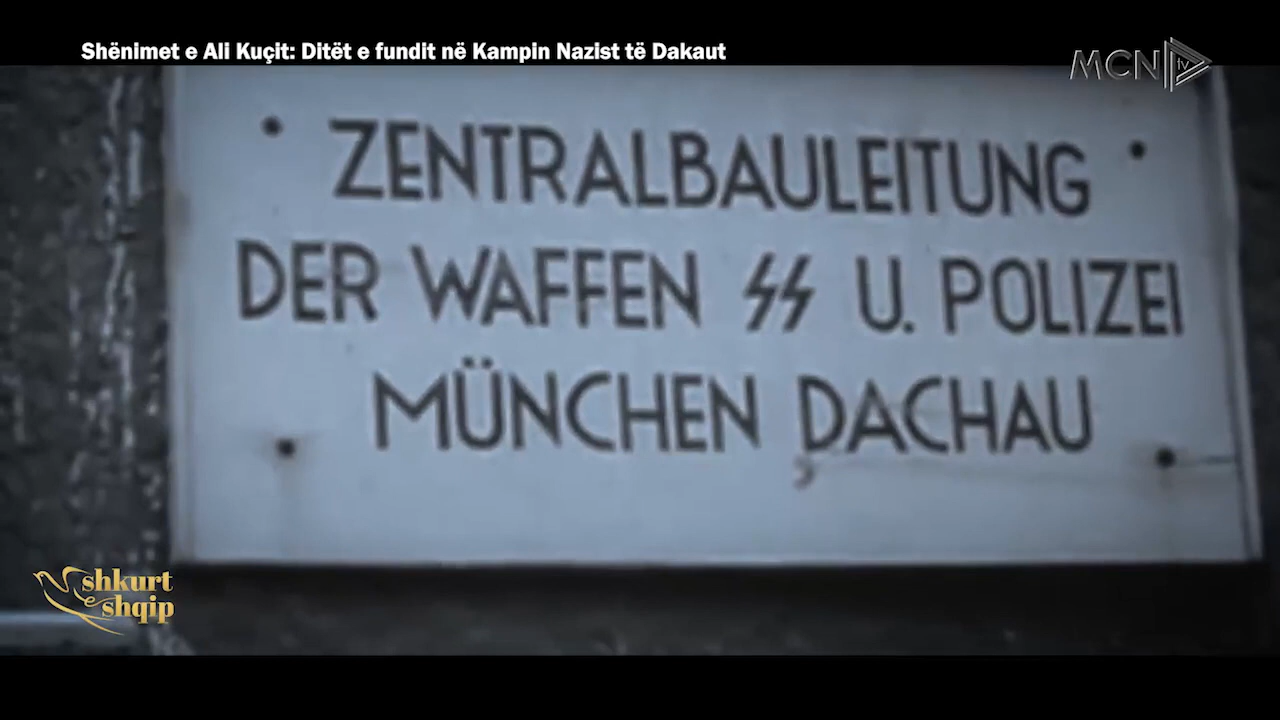 Shënimet e Ali Kuçit: Ditët e fundit në Kampin Nazist të Dakaut
MCN tv
ZENTRALBAULEITUNG
DER WAFFEN SS U. POLIZEI
MÜNCHEN DACHAU
shkurt
e shqip